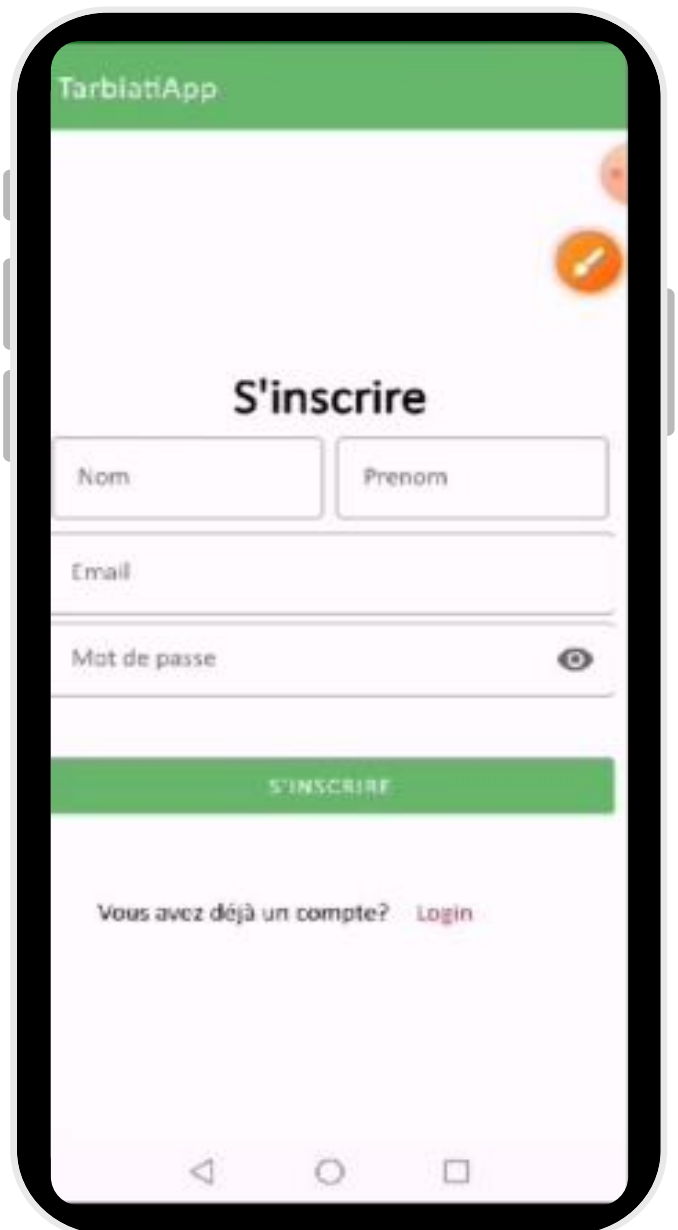 TarbiatiApp
S'inscrire
Nom Prenom
Email
Mot de passe
S'INSCRIRE
Vous avez déjà un compte? Login